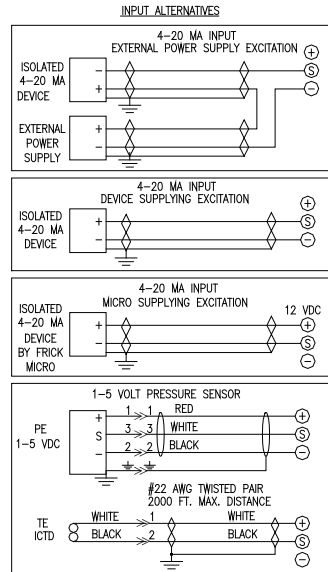 INPUT ALTERNATIVES
4-20 MA INPUT
EXTERNAL POWER SUPPLY EXCITATION
+
ISOLATED
4-20 MA
DEVICE
-
+
S
-
EXTERNAL
POWER
SUPPLY
+
-
4-20 MA INPUT
DEVICE SUPPLYING EXCITATION
+
ISOLATED
4-20 MA
DEVICE
+
-
S
-
4-20 MA INPUT
MICRO SUPPLYING EXCITATION
12 VDC
ISOLATED
4-20 MA
DEVICE
BY FRICK
MICRO
+
-
+
S
-
1-5 VOLT PRESSURE SENSOR
PE
1-5 VDC
+ 1 1 RED +
S 3 3 WHITE S
- 2 2 BLACK -
#22 AWG TWISTED PAIR
2000 FT. MAX. DISTANCE
TE
ICTD
WHITE 1 WHITE +
BLACK 2 BLACK S
-